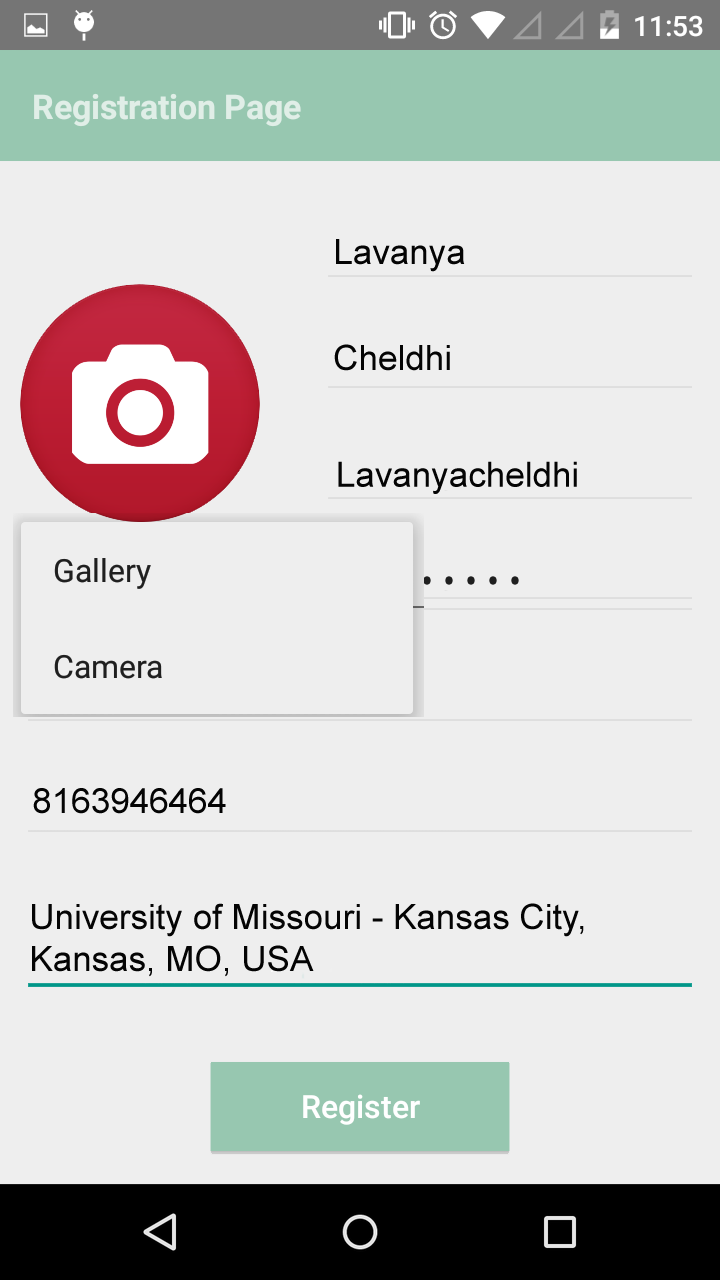 11:53
Registration Page
Lavanya
Cheldhi
Lavanyacheldhi
Gallery
Camera
8163946464
University of Missouri - Kansas City,
Kansas, MO, USA
Register